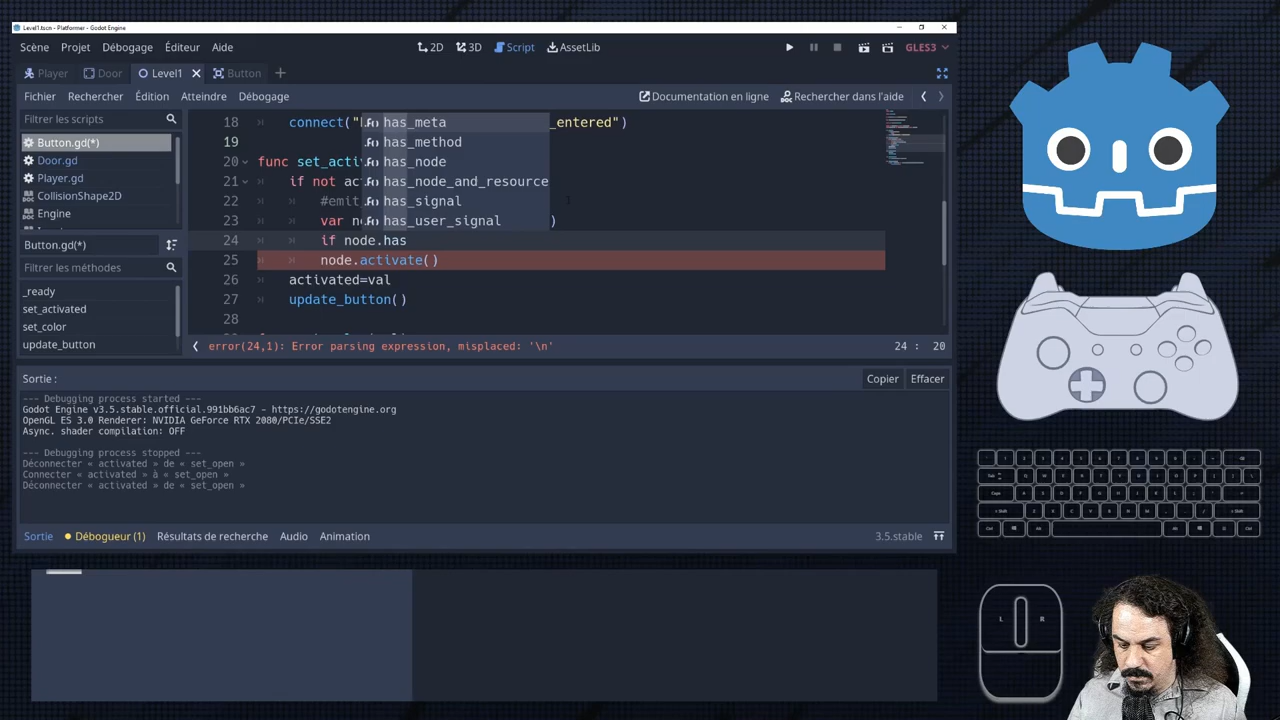 Level1.tscn - Platformer - Godot Engine
Scène Projet Débogage Éditeur Aide
2D 3D Script AssetLib
GLES3
Player Door Level1 Button
Fichier Rechercher Édition Atteindre Débogage
Documentation en ligne Rechercher dans l'aide
Filtrer les scripts
Button.gd(*)
Door.gd
Player.gd
CollisionShape2D
Engine
Button.gd(*)
Filtrer les méthodes
_ready
set_activated
set_color
update_button
18 connect(" _entered")
19
20 func set_acti
21 if not ac
22 #emit
23 var n )
24 if node.has
25 node.activate()
26 activated=val
27 update_button()
28
has_meta
has_method
has_node
has_node_and_resource
has_signal
has_user_signal
error(24,1): Error parsing expression, misplaced: '\n'
24 : 20
Sortie :
Copier Effacer
--- Debugging process started ---
Godot Engine v3.5.stable.official.991bb6ac7 - https://godotengine.org
OpenGL ES 3.0 Renderer: NVIDIA GeForce RTX 2080/PCIe/SSE2
Async. shader compilation: OFF
--- Debugging process stopped ---
Déconnecter « activated » de « set_open »
Connecter « activated » à « set_open »
Déconnecter « activated » de « set_open »
Sortie Débogueur (1) Résultats de recherche Audio Animation
3.5.stable
L R